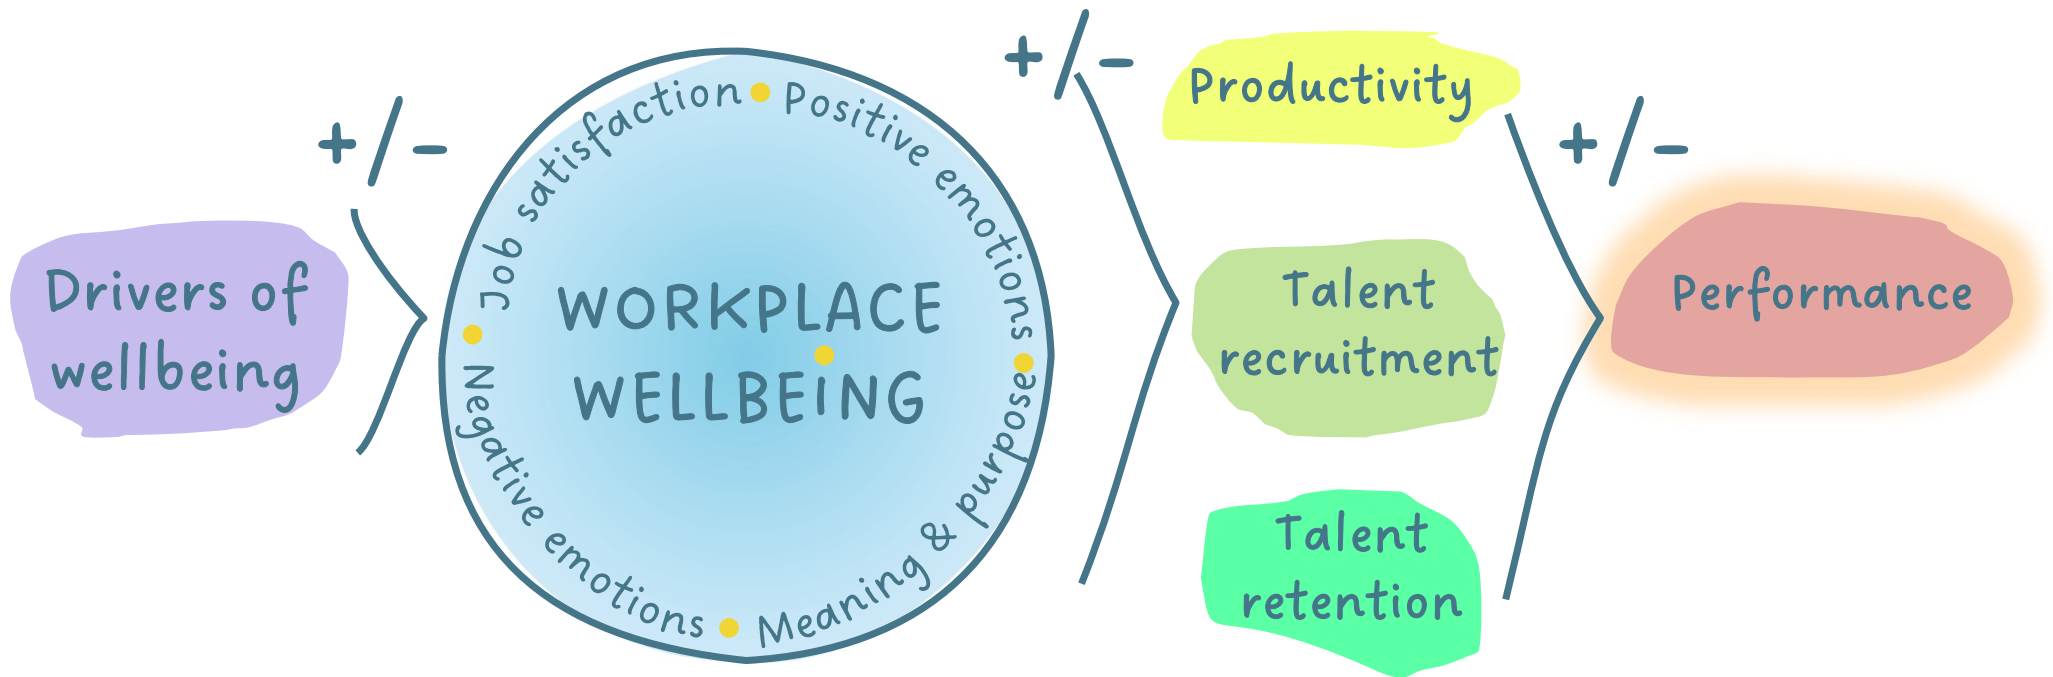 Drivers of
wellbeing
+/-
Job satisfaction
Positive emotions
Meaning & purpose
Negative emotions
WORKPLACE
WELLBEING
+/-
Productivity
Talent
recruitment
Talent
retention
+/-
Performance